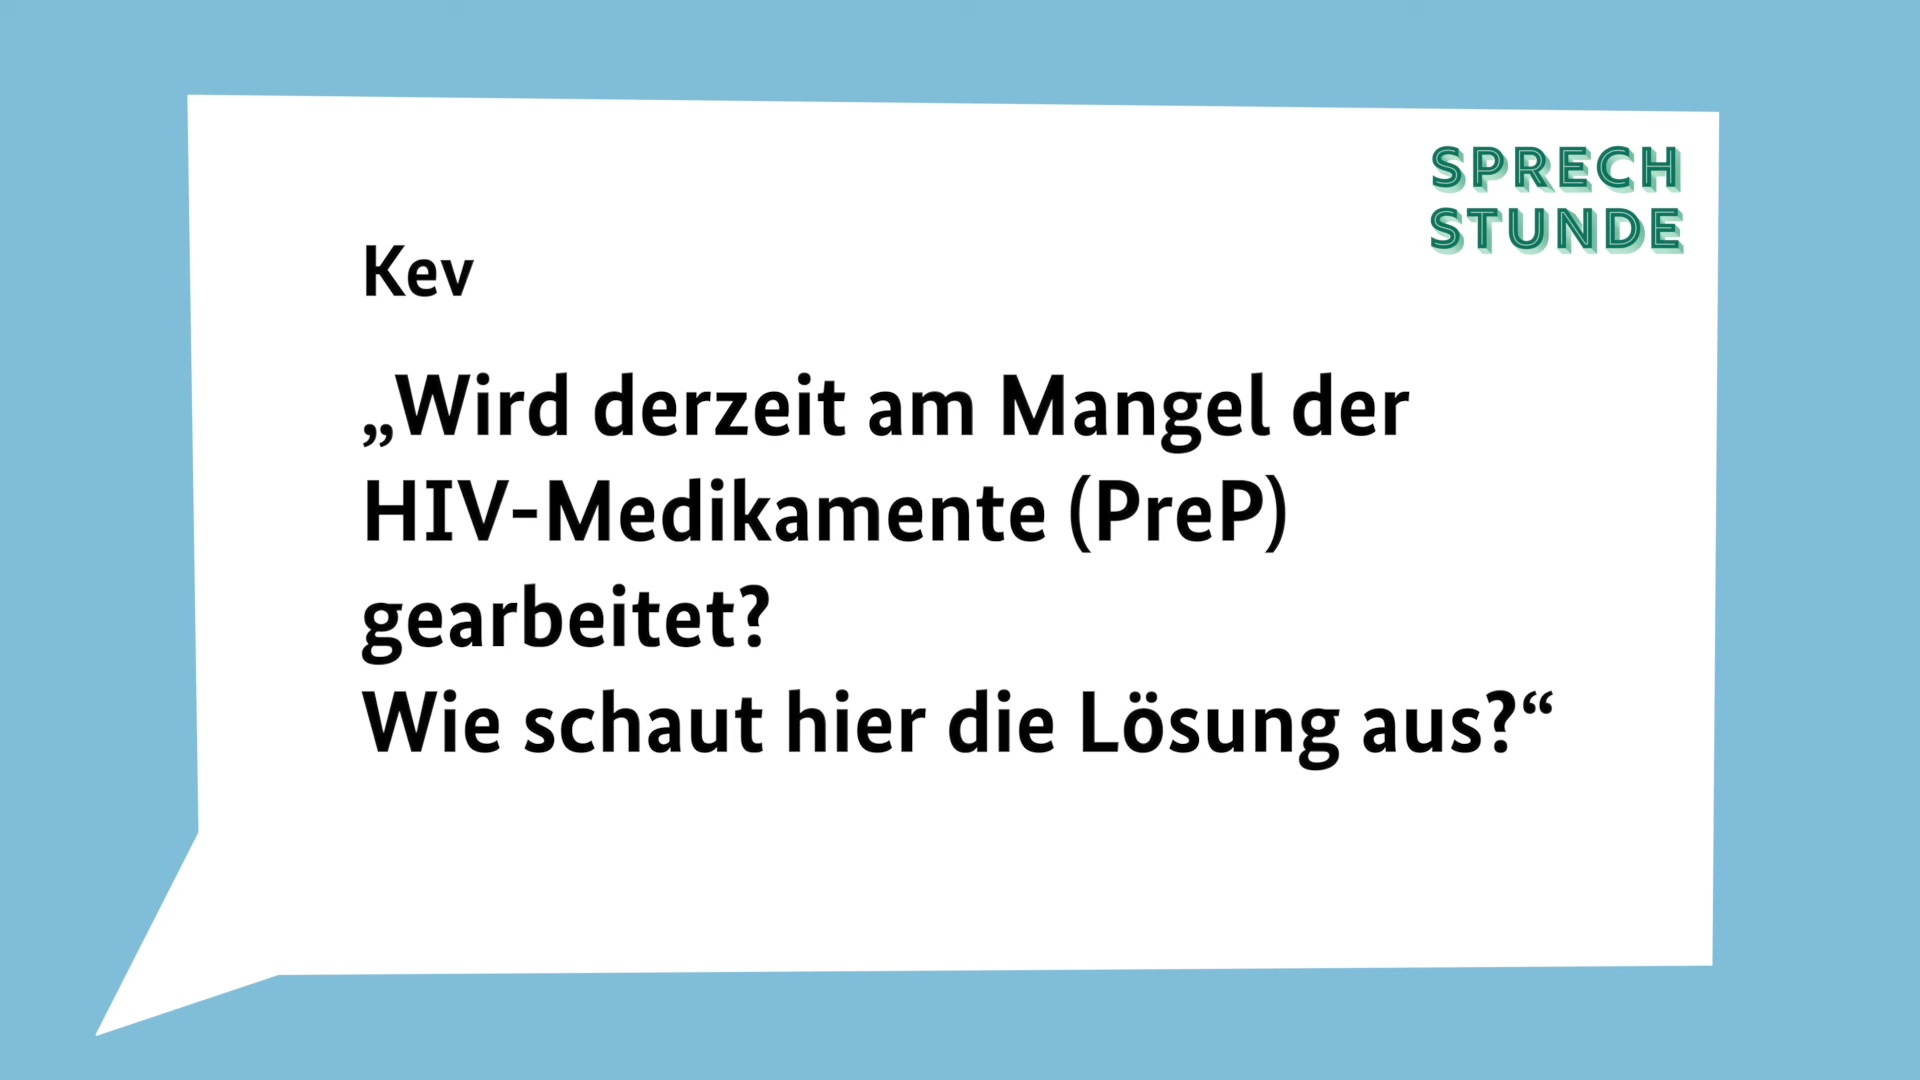 SPRECH
STUNDE
Kev
„Wird derzeit am Mangel der
HIV-Medikamente (PreP)
gearbeitet?
Wie schaut hier die Lösung aus?“